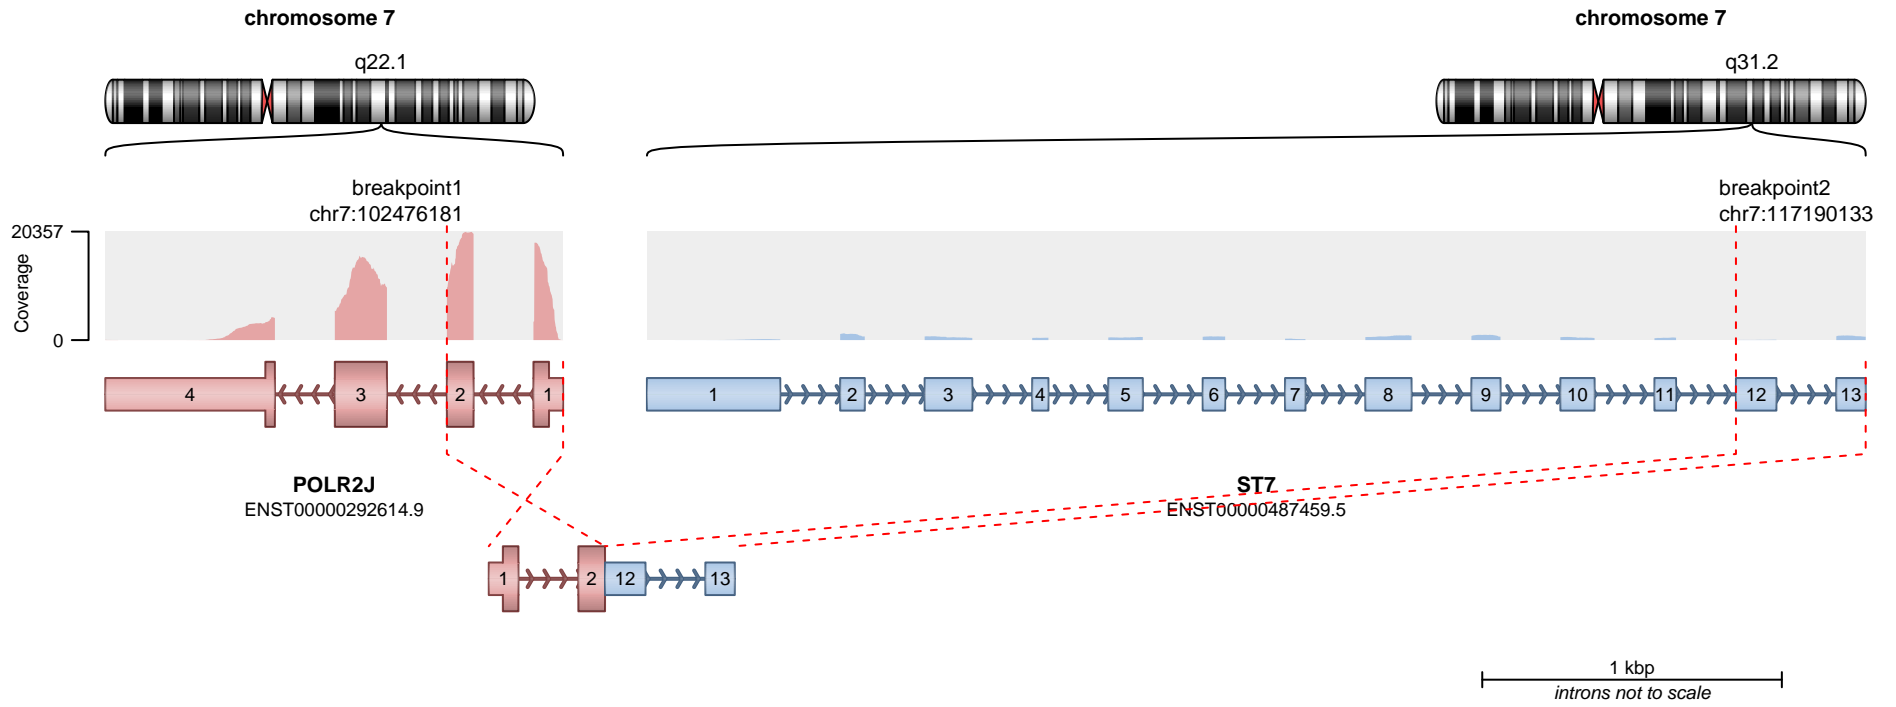 chromosome 7
chromosome 7
q22.1
q31.2
breakpoint1
chr7:102476181
breakpoint2
chr7:117190133
20357
Coverage
0
4
3
2
1
1
2
3
4
5
6
7
8
9
10
11
12
13
POLR2J
ENST00000292614.9
ST7
ENST00000487459.5
1
2
12
13
1 kbp
introns not to scale